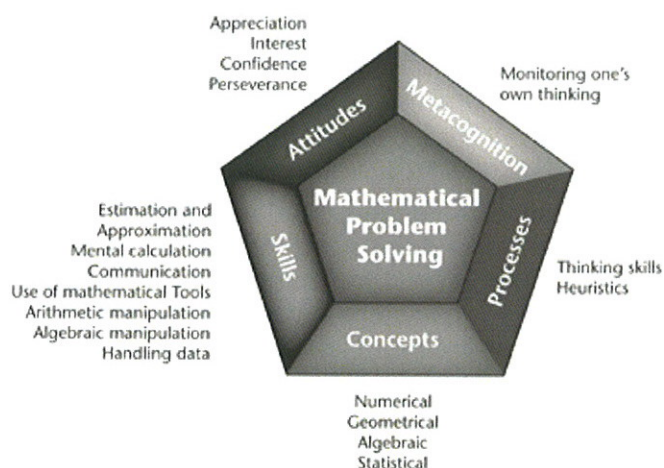 Appreciation
Interest
Confidence
Perseverance
Monitoring one's
own thinking
Attitudes
Metacognition
Mathematical
Problem
Solving
Estimation and
Approximation
Mental calculation
Communication
Use of mathematical Tools
Arithmetic manipulation
Algebraic manipulation
Handling data
Skills
Processes
Thinking skills
Heuristics
Concepts
Numerical
Geometrical
Algebraic
Statistical